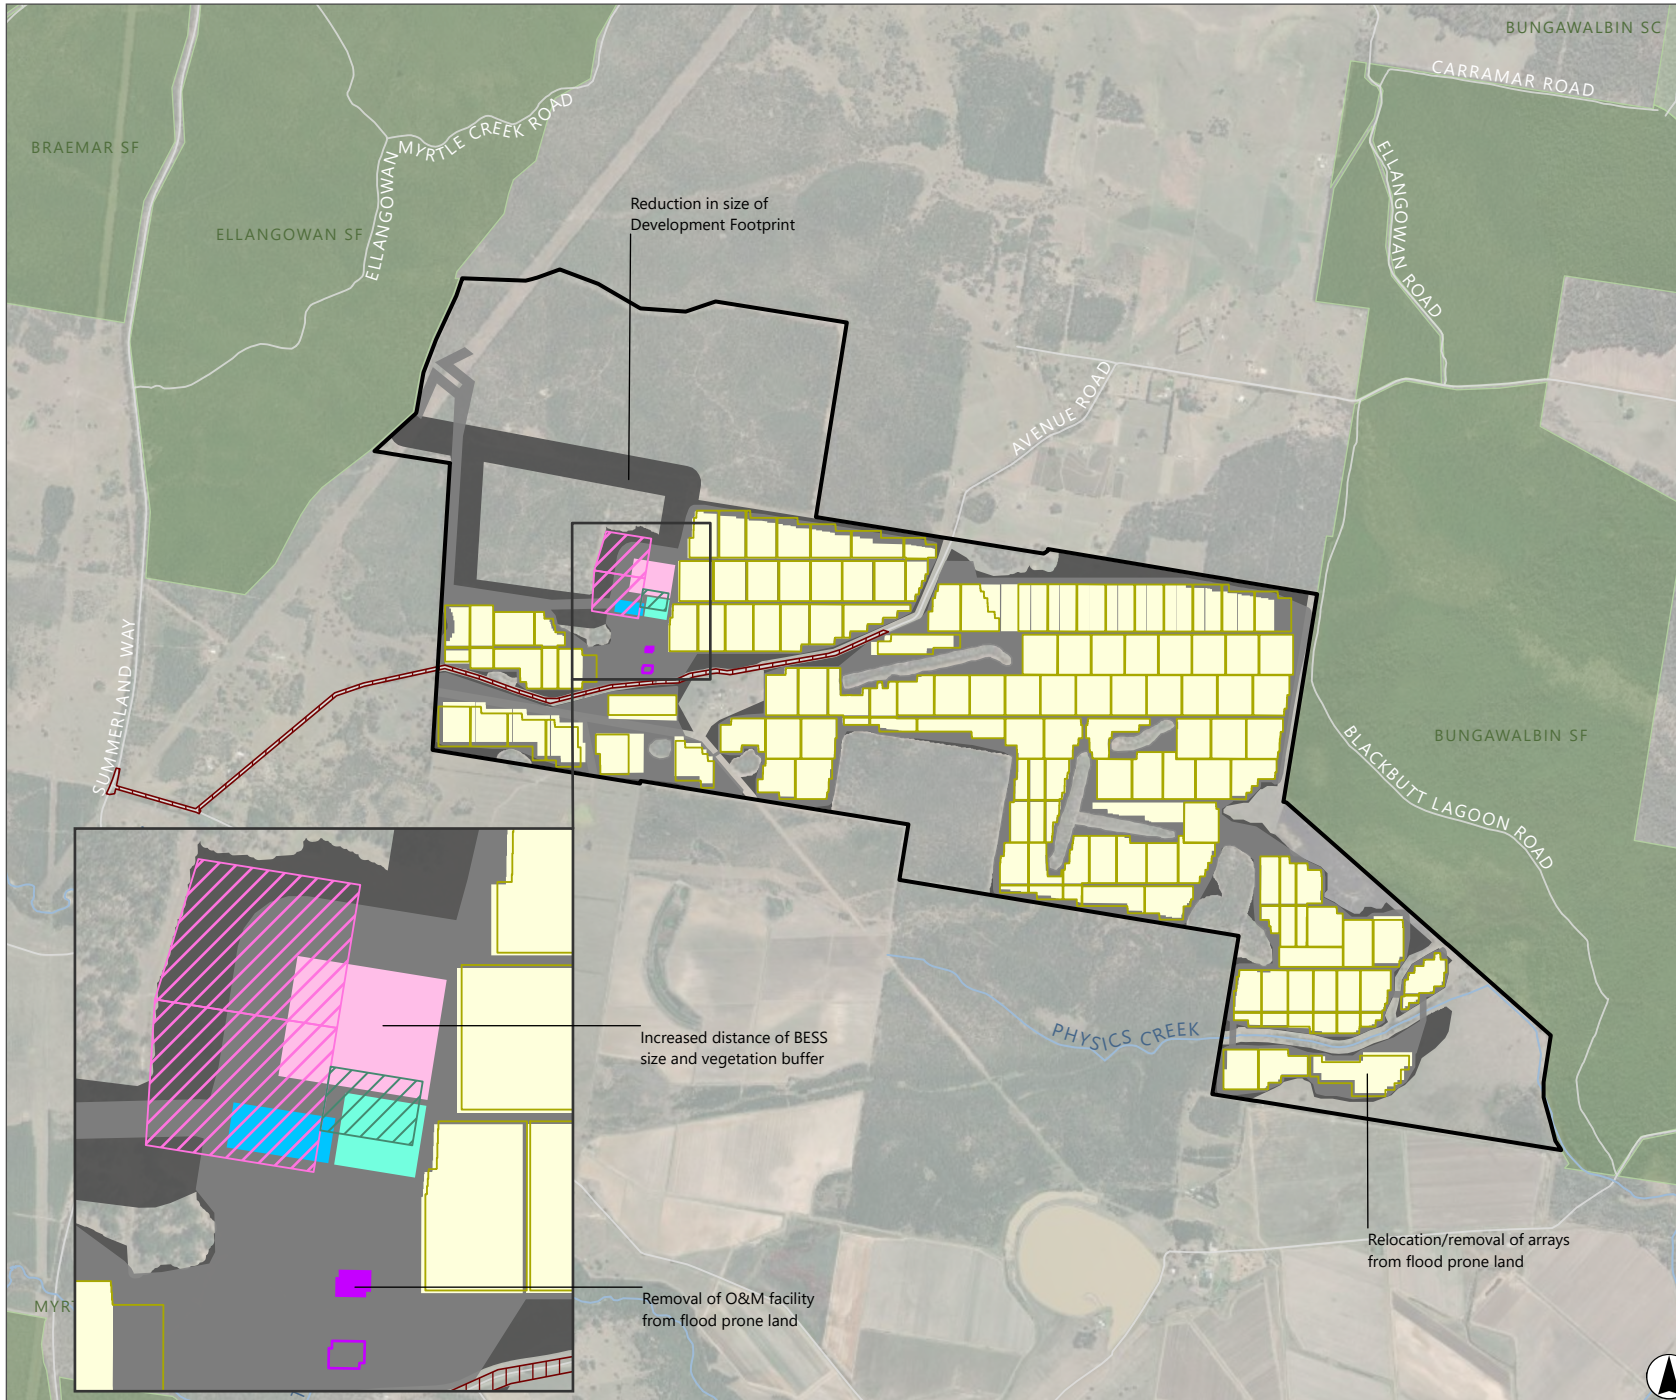 BUNGAWALBIN SC
CARRAMAR ROAD
BRAEMAR SF
MYRTLE CREEK ROAD
ELLANGOWAN
ELLANGOWAN SF
ELLANGOWAN ROAD
Reduction in size of
Development Footprint
AVENUE ROAD
SUMMERLAND WAY
BLACKBUTT LAGOON ROAD
BUNGAWALBIN SF
PHYSICS CREEK
Increased distance of BESS
size and vegetation buffer
Relocation/removal of arrays
from flood prone land
Removal of O&M facility
from flood prone land
MYR